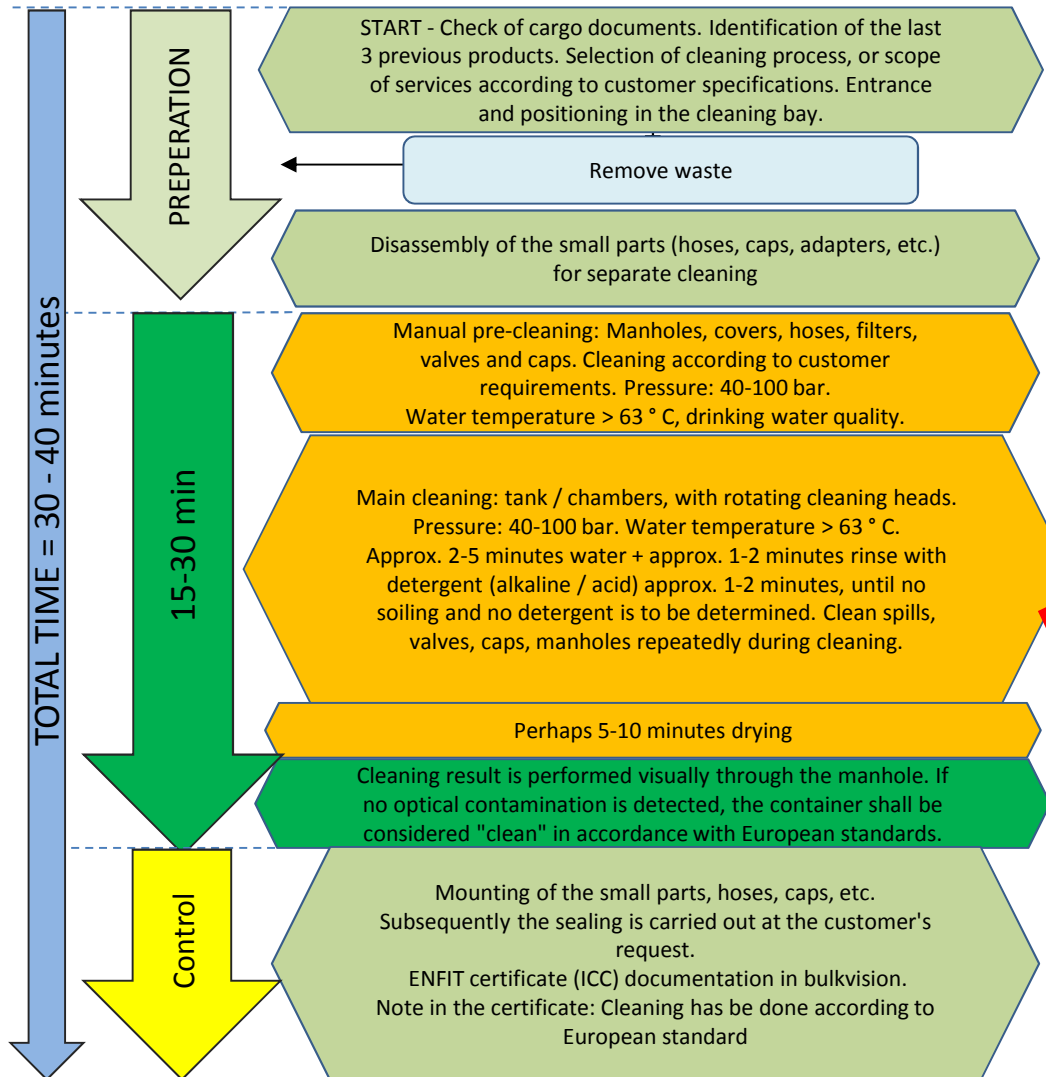 START - Check of cargo documents. Identification of the last
3 previous products. Selection of cleaning process, or scope
of services according to customer specifications. Entrance
and positioning in the cleaning bay.
PREPERATION
Remove waste
Disassembly of the small parts (hoses, caps, adapters, etc.)
for separate cleaning
TOTAL TIME = 30 - 40 minutes
15-30 min
Manual pre-cleaning: Manholes, covers, hoses, filters,
valves and caps. Cleaning according to customer
requirements. Pressure: 40-100 bar.
Water temperature > 63 ° C, drinking water quality.
Main cleaning: tank / chambers, with rotating cleaning heads.
Pressure: 40-100 bar. Water temperature > 63 ° C.
Approx. 2-5 minutes water + approx. 1-2 minutes rinse with
detergent (alkaline / acid) approx. 1-2 minutes, until no
soiling and no detergent is to be determined. Clean spills,
valves, caps, manholes repeatedly during cleaning.
Perhaps 5-10 minutes drying
Cleaning result is performed visually through the manhole. If
no optical contamination is detected, the container shall be
considered "clean" in accordance with European standards.
Control
Mounting of the small parts, hoses, caps, etc.
Subsequently the sealing is carried out at the customer's
request.
ENFIT certificate (ICC) documentation in bulkvision.
Note in the certificate: Cleaning has be done according to
European standard